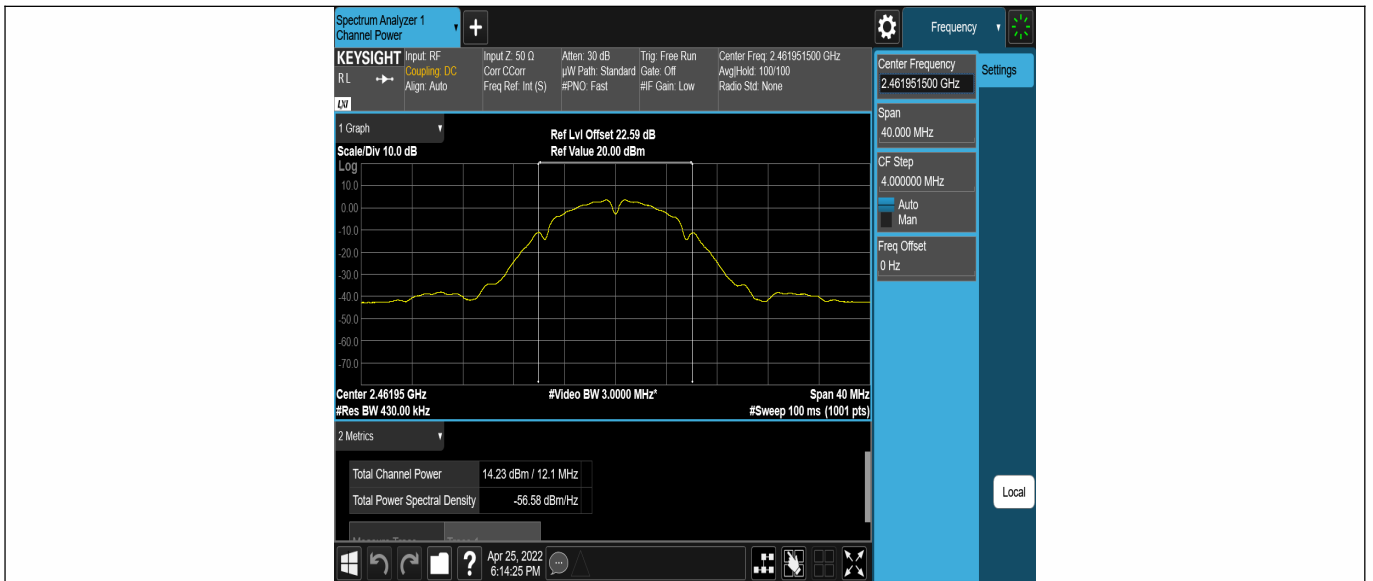 Spectrum Analyzer 1
Channel Power
+
Frequency
KEYSIGHT
RL
LXI
Input: RF
Coupling: DC
Align: Auto
Input Z: 50 Ω
Corr CCorr
Freq Ref: Int (S)
Atten: 30 dB
µW Path: Standard
#PNO: Fast
Trig: Free Run
Gate: Off
#IF Gain: Low
Center Freq: 2.461951500 GHz
Avg|Hold: 100/100
Radio Std: None
Center Frequency
2.461951500 GHz
Settings
Span
40.000 MHz
CF Step
4.000000 MHz
Auto
Man
Freq Offset
0 Hz
1 Graph
Scale/Div 10.0 dB
Ref Lvl Offset 22.59 dB
Ref Value 20.00 dBm
Log
10.0
0.00
-10.0
-20.0
-30.0
-40.0
-50.0
-60.0
-70.0
Center 2.46195 GHz
#Video BW 3.0000 MHz*
Span 40 MHz
#Res BW 430.00 kHz
#Sweep 100 ms (1001 pts)
2 Metrics
Total Channel Power 14.23 dBm / 12.1 MHz
Total Power Spectral Density -56.58 dBm/Hz
Local
?
Apr 25, 2022
6:14:25 PM